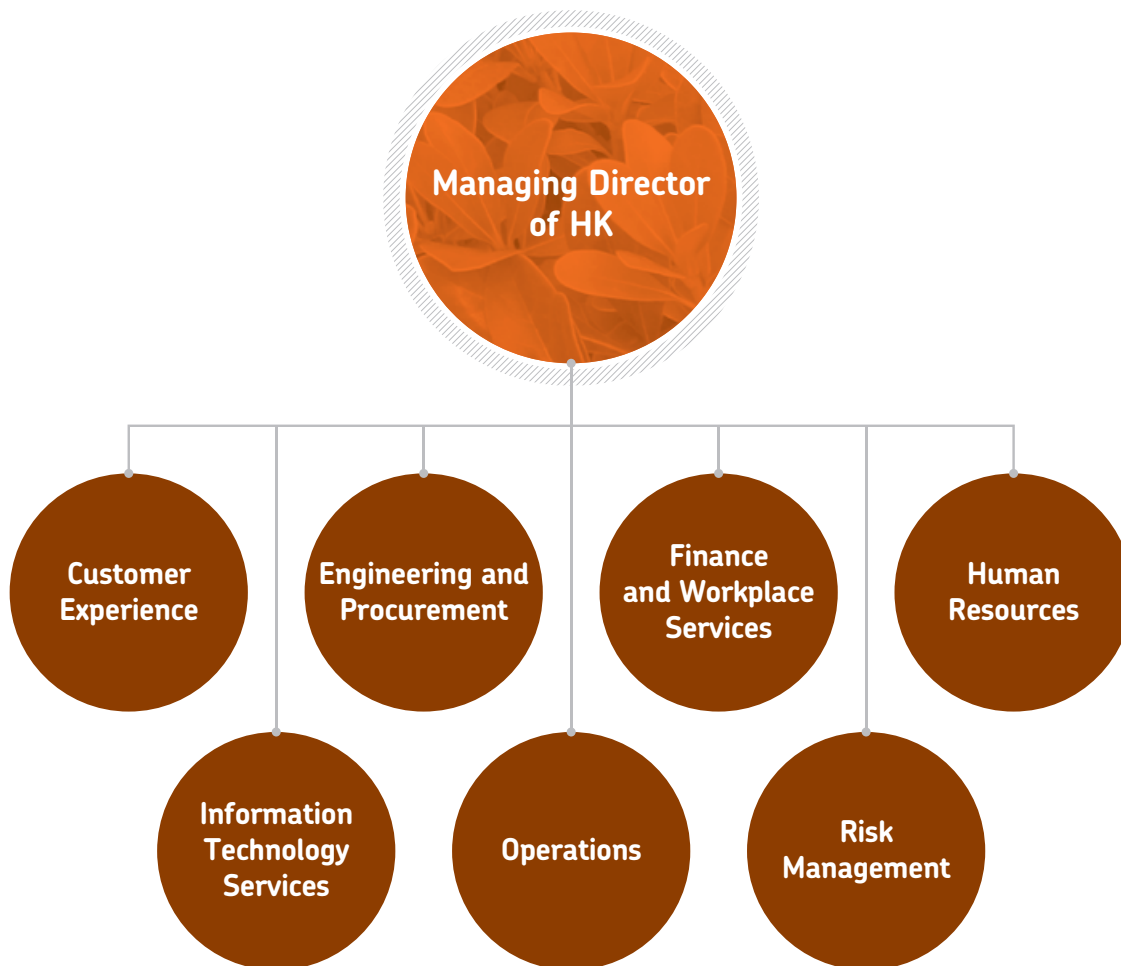 Managing Director
of HK
Customer
Experience
Engineering and
Procurement
Finance
and Workplace
Services
Human
Resources
Information
Technology
Services
Operations
Risk
Management